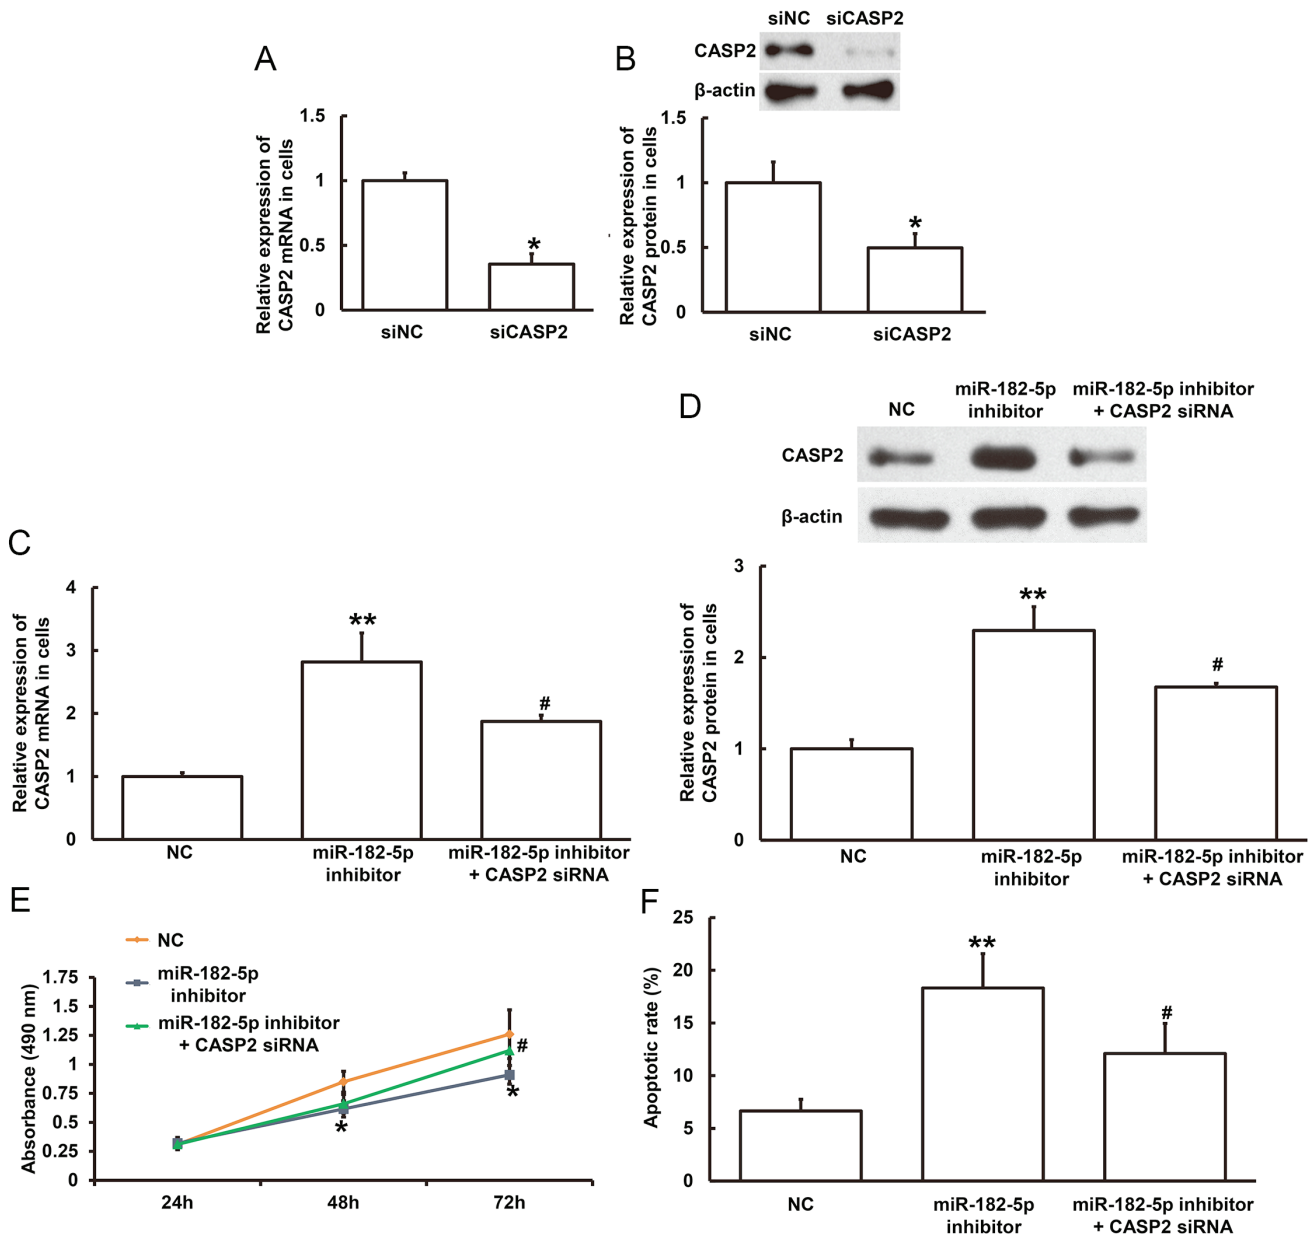 A
Relative expression of
CASP2 mRNA in cells
1.5
1
0.5
0
*
siNC
siCASP2
B
siNC siCASP2
CASP2
β-actin
Relative expression of
CASP2 protein in cells
1.5
1
0.5
0
*
siNC
siCASP2
C
Relative expression of
CASP2 mRNA in cells
4
3
2
1
0
**
#
NC
miR-182-5p
inhibitor
miR-182-5p inhibitor
+ CASP2 siRNA
D
NC
miR-182-5p
inhibitor
miR-182-5p inhibitor
+ CASP2 siRNA
CASP2
β-actin
Relative expression of
CASP2 protein in cells
3
2
1
0
**
#
NC
miR-182-5p
inhibitor
miR-182-5p inhibitor
+ CASP2 siRNA
E
NC
miR-182-5p
inhibitor
miR-182-5p inhibitor
+ CASP2 siRNA
Absorbance (490 nm)
1.75
1.5
1.25
1
0.75
0.5
0.25
0
*
#
*
24h
48h
72h
F
Apoptotic rate (%)
25
20
15
10
5
0
**
#
NC
miR-182-5p
inhibitor
miR-182-5p inhibitor
+ CASP2 siRNA